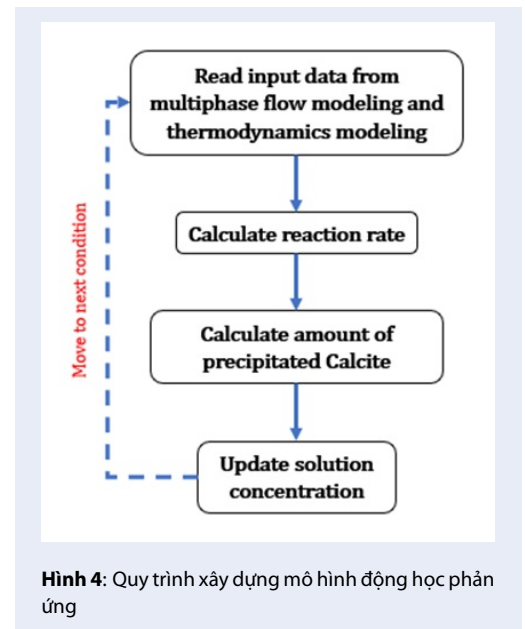 Read input data from
multiphase flow modeling and
thermodynamics modeling
Move to next condition
Calculate reaction rate
Calculate amount of
precipitated Calcite
Update solution
concentration
Hình 4: Quy trình xây dựng mô hình động học phản
ứng